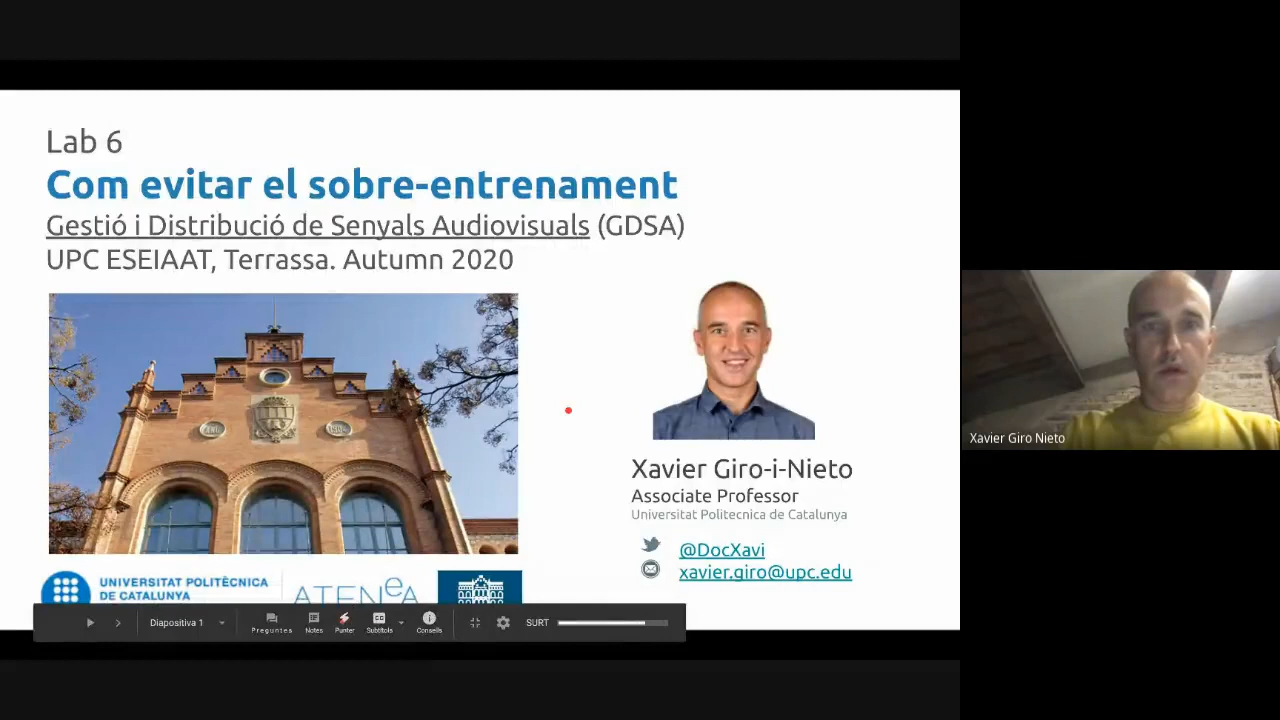 Lab 6
Com evitar el sobre-entrenament
Gestió i Distribució de Senyals Audiovisuals (GDSA)
UPC ESEIAAT, Terrassa. Autumn 2020
Xavier Giro-i-Nieto
Associate Professor
Universitat Politecnica de Catalunya
@DocXavi
xavier.giro@upc.edu
UNIVERSITAT POLITÈCNICA
DE CATALUNYA
ATENeA
Diapositiva 1
Preguntes
Notes
Punter
Subtítols
Consells
SURT
Xavier Giro Nieto